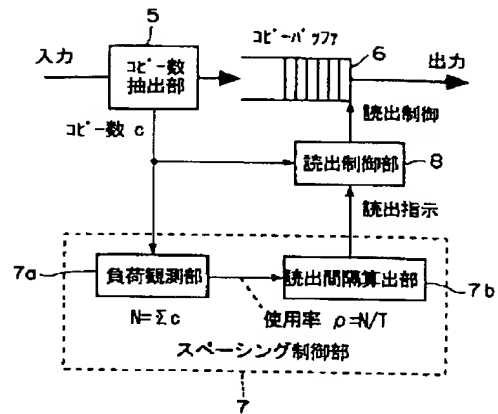 5
入力
コピー数
抽出部
コピーバッファ
6
出力
コピー数 c
読出制御
読出制御部
8
読出指示
7a
負荷観測部
読出間隔算出部
7b
N=Σc
使用率 ρ=N/T
スペーシング制御部
7